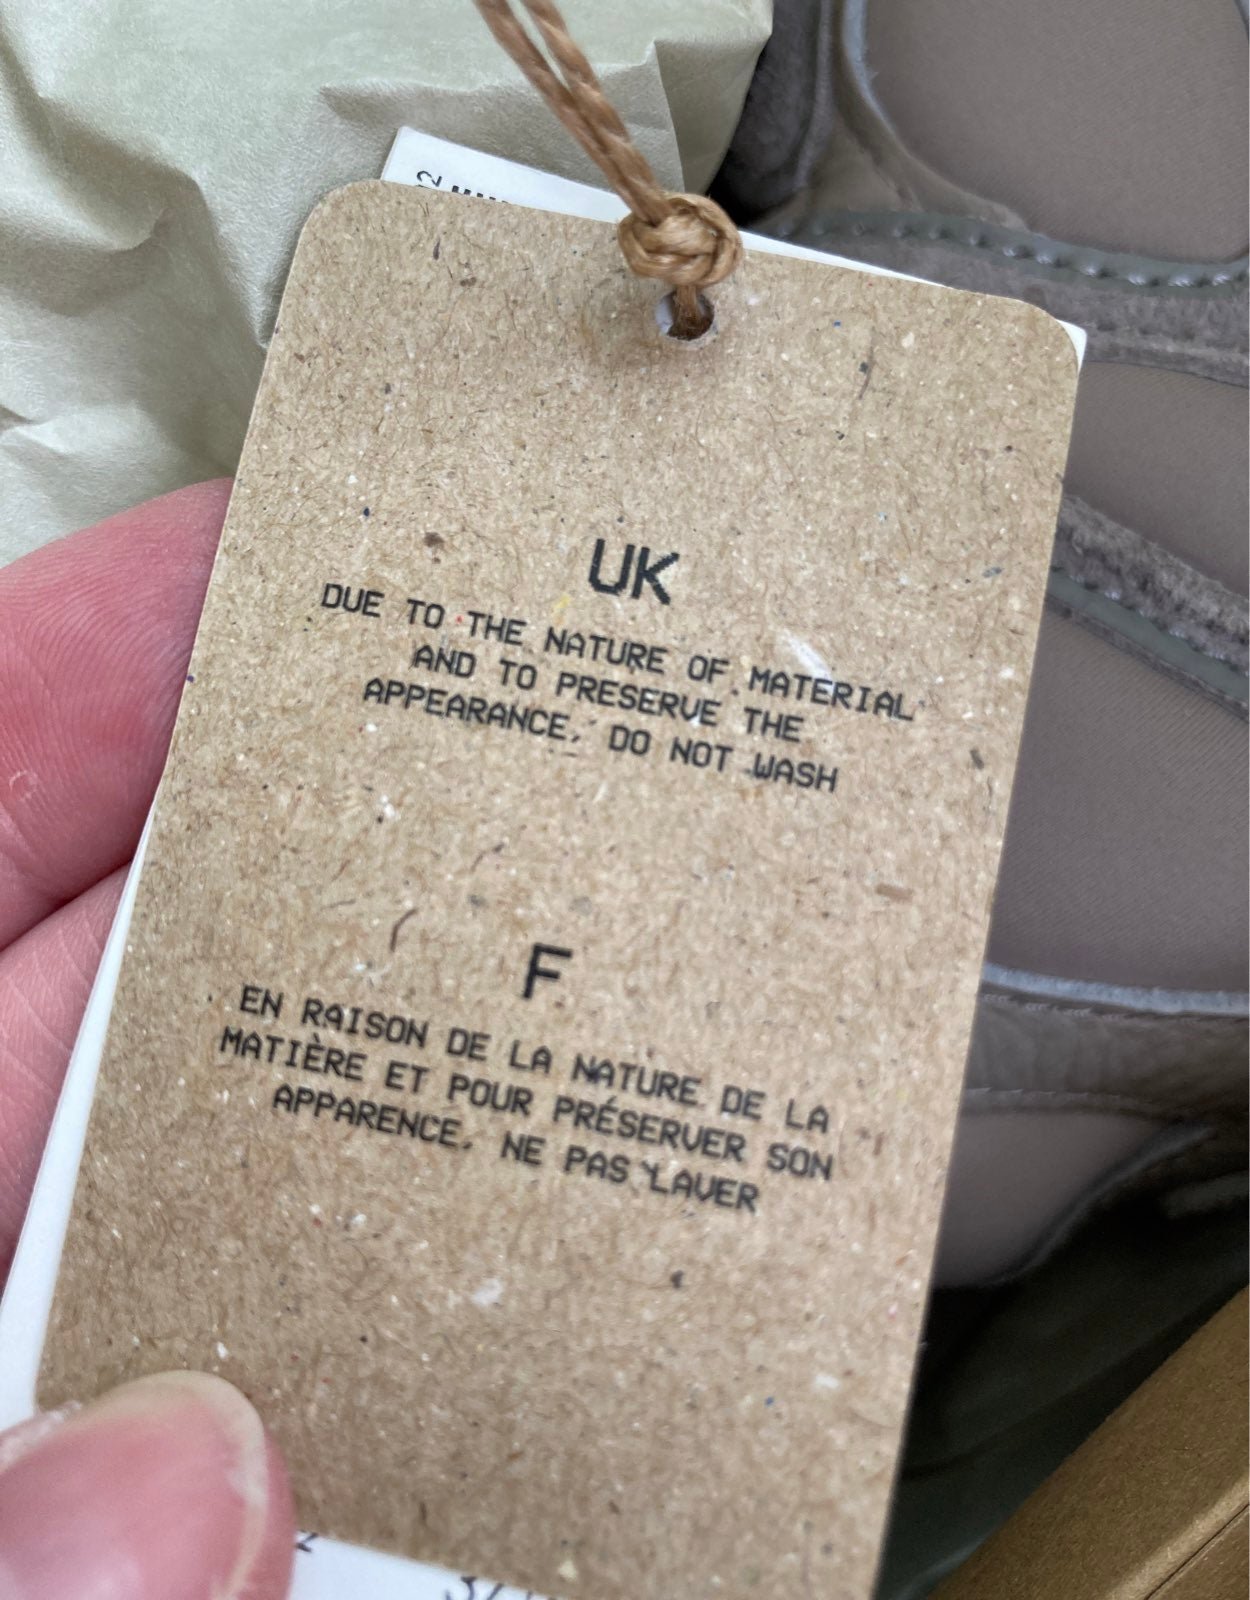 UK
DUE TO THE NATURE OF MATERIAL
AND TO PRESERVE THE
APPEARANCE, DO NOT WASH
F
EN RAISON DE LA NATURE DE LA
MATIÈRE ET POUR PRÉSERVER SON
APPARENCE, NE PAS LAVER